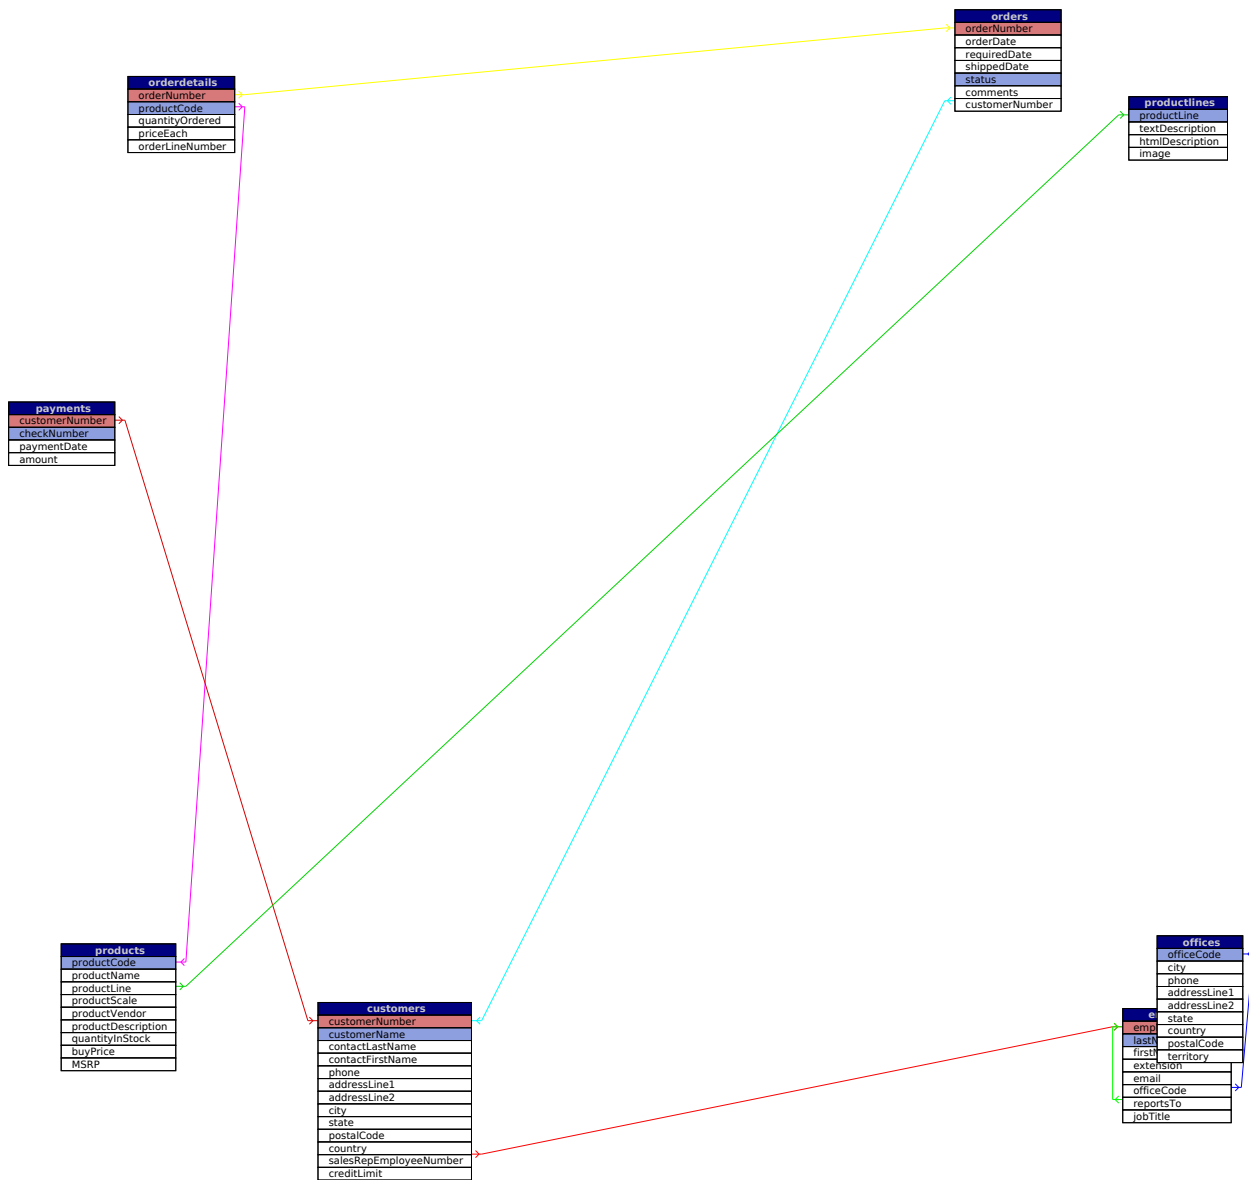 orders
orderNumber
orderDate
requiredDate
shippedDate
status
comments
customerNumber
orderdetails
orderNumber
productCode
quantityOrdered
priceEach
orderLineNumber
productlines
productLine
textDescription
htmlDescription
image
payments
customerNumber
checkNumber
paymentDate
amount
products
productCode
productName
productLine
productScale
productVendor
productDescription
quantityInStock
buyPrice
MSRP
customers
customerNumber
customerName
contactLastName
contactFirstName
phone
addressLine1
addressLine2
city
state
postalCode
country
salesRepEmployeeNumber
creditLimit
offices
officeCode
city
phone
addressLine1
addressLine2
state
country
postalCode
territory
extension
email
officeCode
reportsTo
jobTitle